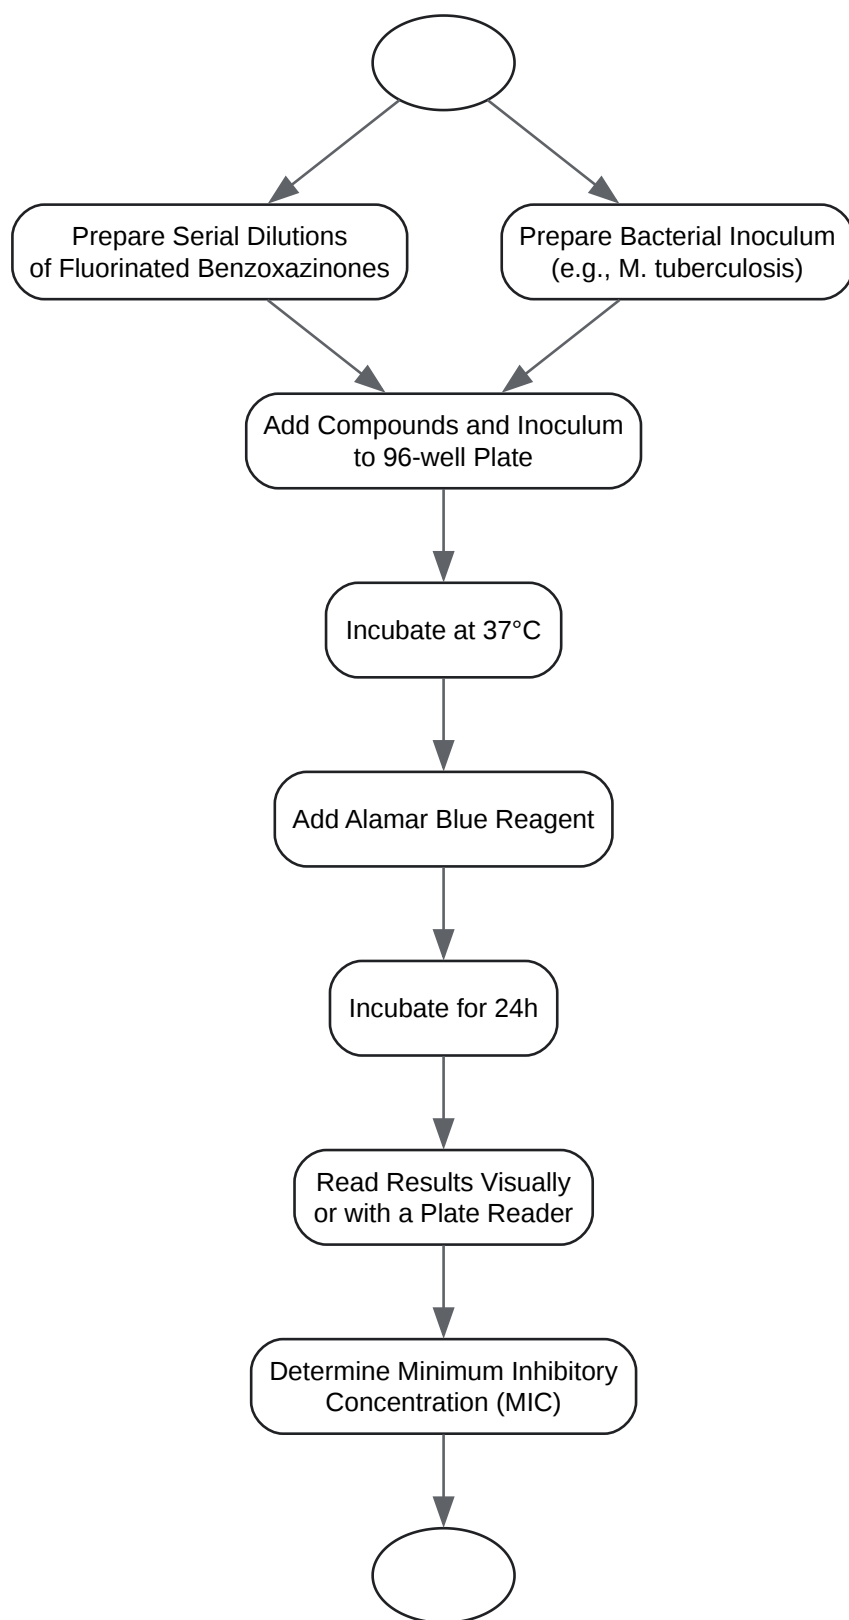 Prepare Serial Dilutions
of Fluorinated Benzoxazinones
Prepare Bacterial Inoculum
(e.g., M. tuberculosis)
Add Compounds and Inoculum
to 96-well Plate
Incubate at 37°C
Add Alamar Blue Reagent
Incubate for 24h
Read Results Visually
or with a Plate Reader
Determine Minimum Inhibitory
Concentration (MIC)